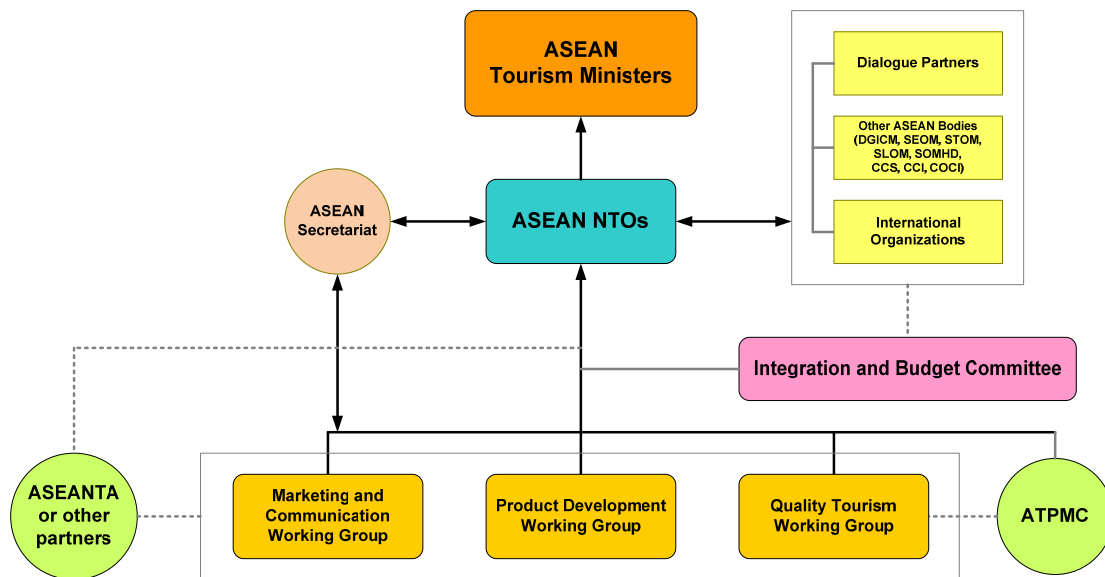 ASEAN
Tourism Ministers
Dialogue Partners
Other ASEAN Bodies
(DGICM, SEOM, STOM,
SLOM, SOMHD,
CCS, CCI, COCI)
International
Organizations
ASEAN
Secretariat
ASEAN NTOs
Integration and Budget Committee
ASEANTA
or other
partners
Marketing and
Communication
Working Group
Product Development
Working Group
Quality Tourism
Working Group
ATPMC